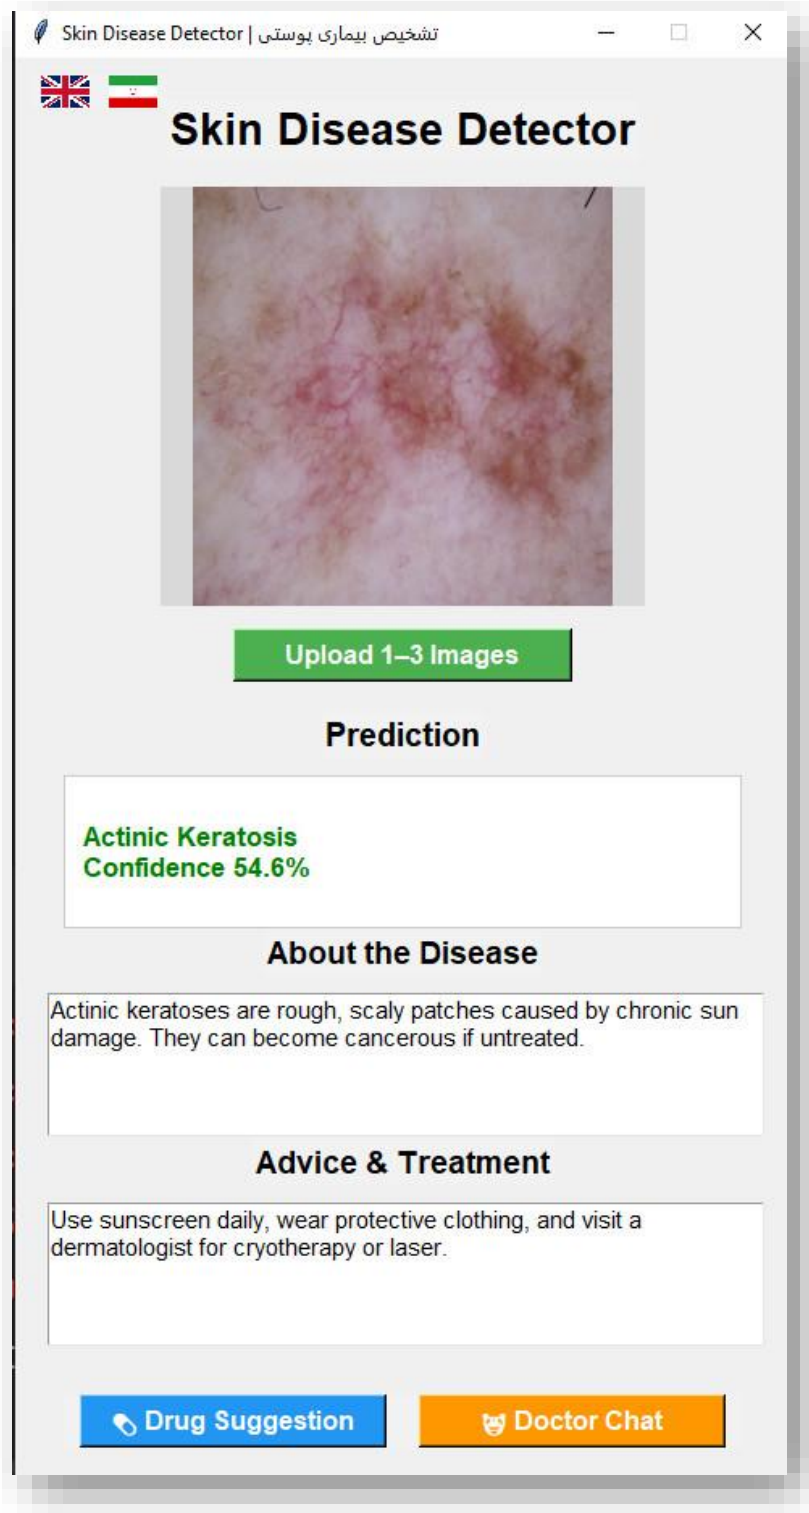 Skin Disease Detector | تشخیص بیماری پوستی
Skin Disease Detector
Upload 1–3 Images
Prediction
Actinic Keratosis
Confidence 54.6%
About the Disease
Actinic keratoses are rough, scaly patches caused by chronic sun
damage. They can become cancerous if untreated.
Advice & Treatment
Use sunscreen daily, wear protective clothing, and visit a
dermatologist for cryotherapy or laser.
Drug Suggestion
Doctor Chat